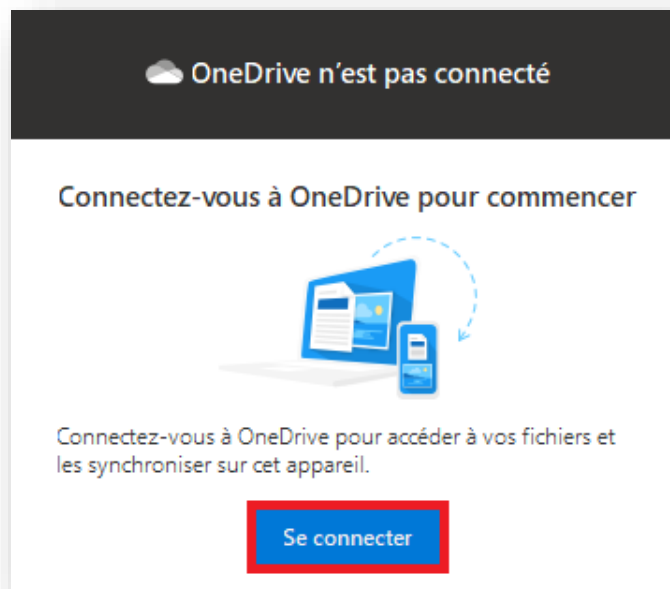 OneDrive n’est pas connecté
Connectez-vous à OneDrive pour commencer
Connectez-vous à OneDrive pour accéder à vos fichiers et
les synchroniser sur cet appareil.
Se connecter